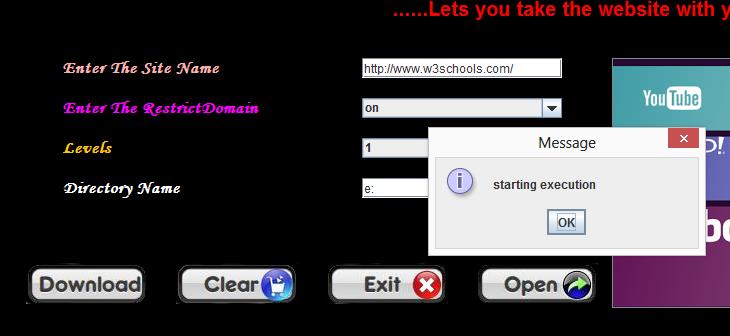 ......Lets you take the website with
Enter The Site Name
http://www.w3schools.com/
Enter The RestrictDomain
on
YouTube
Levels
1
Message
Directory Name
e:
starting execution
OK
Download
Clear
Exit
Open